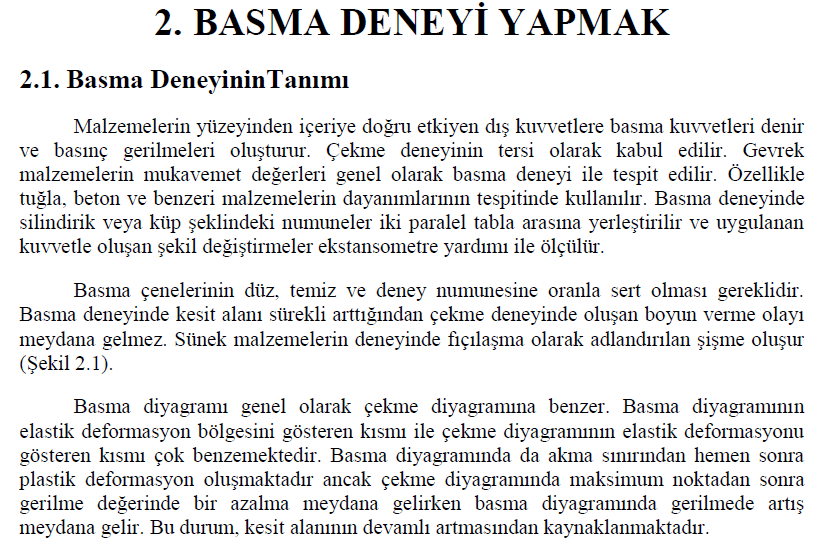 2. BASMA DENEYİ YAPMAK
2.1. Basma DeneyininTanımı
Malzemelerin yüzeyinden içeriye doğru etkiyen dış kuvvetlere basma kuvvetleri denir
ve basınç gerilmeleri oluşturur. Çekme deneyinin tersi olarak kabul edilir. Gevrek
malzemelerin mukavemet değerleri genel olarak basma deneyi ile tespit edilir. Özellikle
tuğla, beton ve benzeri malzemelerin dayanımlarının tespitinde kullanılır. Basma deneyinde
silindirik veya küp şeklindeki numuneler iki paralel tabla arasına yerleştirilir ve uygulanan
kuvvetle oluşan şekil değiştirmeler ekstansometre yardımı ile ölçülür.
Basma çenelerinin düz, temiz ve deney numunesine oranla sert olması gereklidir.
Basma deneyinde kesit alanı sürekli arttığından çekme deneyinde oluşan boyun verme olayı
meydana gelmez. Sünek malzemelerin deneyinde fıçılaşma olarak adlandırılan şişme oluşur
(Şekil 2.1).
Basma diyagramı genel olarak çekme diyagramına benzer. Basma diyagramının
elastik deformasyon bölgesini gösteren kısmı ile çekme diyagramının elastik deformasyonu
gösteren kısmı çok benzemektedir. Basma diyagramında da akma sınırından hemen sonra
plastik deformasyon oluşmaktadır ancak çekme diyagramında maksimum noktadan sonra
gerilme değerinde bir azalma meydana gelirken basma diyagramında gerilmede artış
meydana gelir. Bu durum, kesit alanının devamlı artmasından kaynaklanmaktadır.